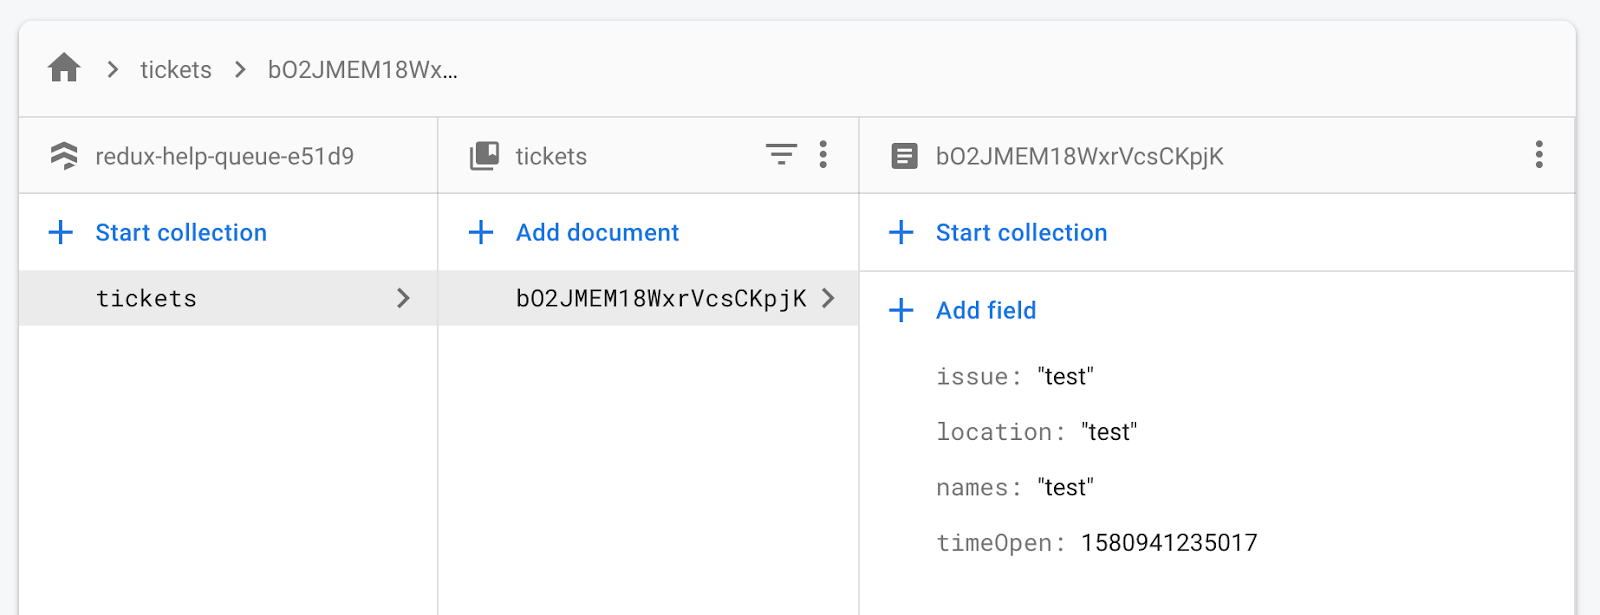 tickets bO2JMEM18Wx...
redux-help-queue-e51d9 tickets bO2JMEM18WxrVcsCKpjK
Start collection Add document Start collection
tickets bO2JMEM18WxrVcsCKpjK
Add field
issue: "test"
location: "test"
names: "test"
timeOpen: 1580941235017